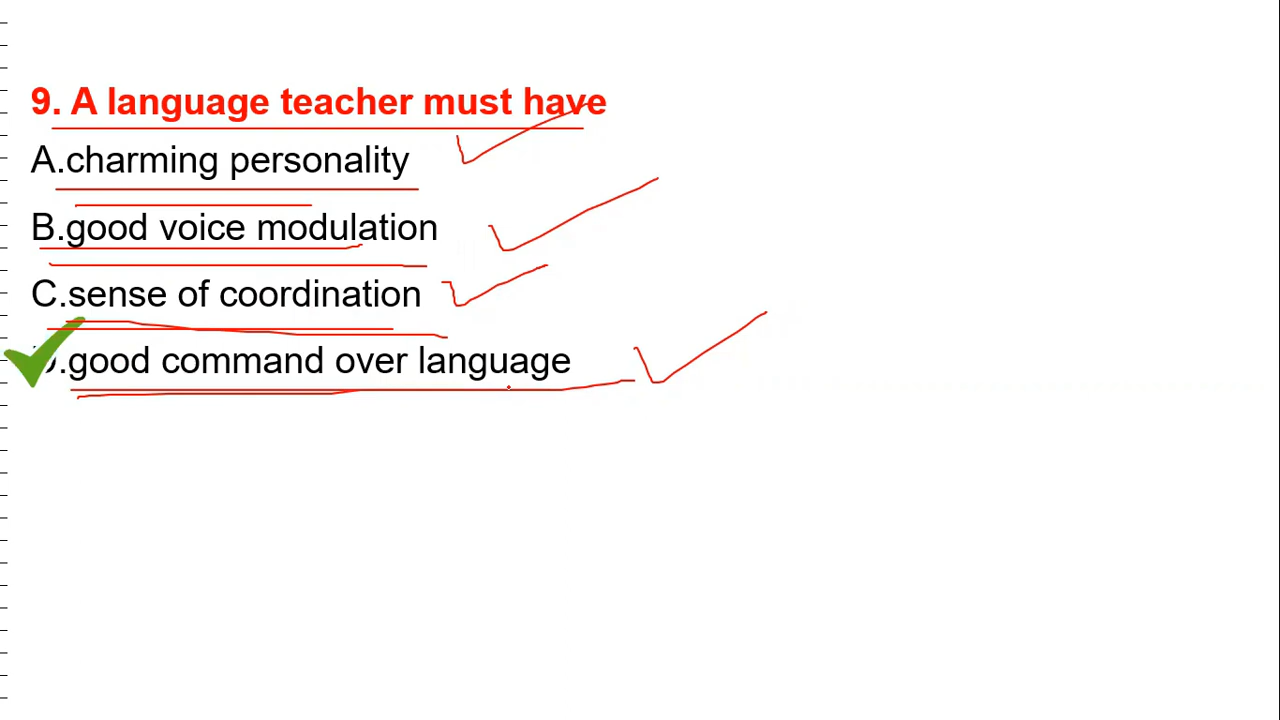 9. A language teacher must have
A.charming personality
B.good voice modulation
C.sense of coordination
D.good command over language